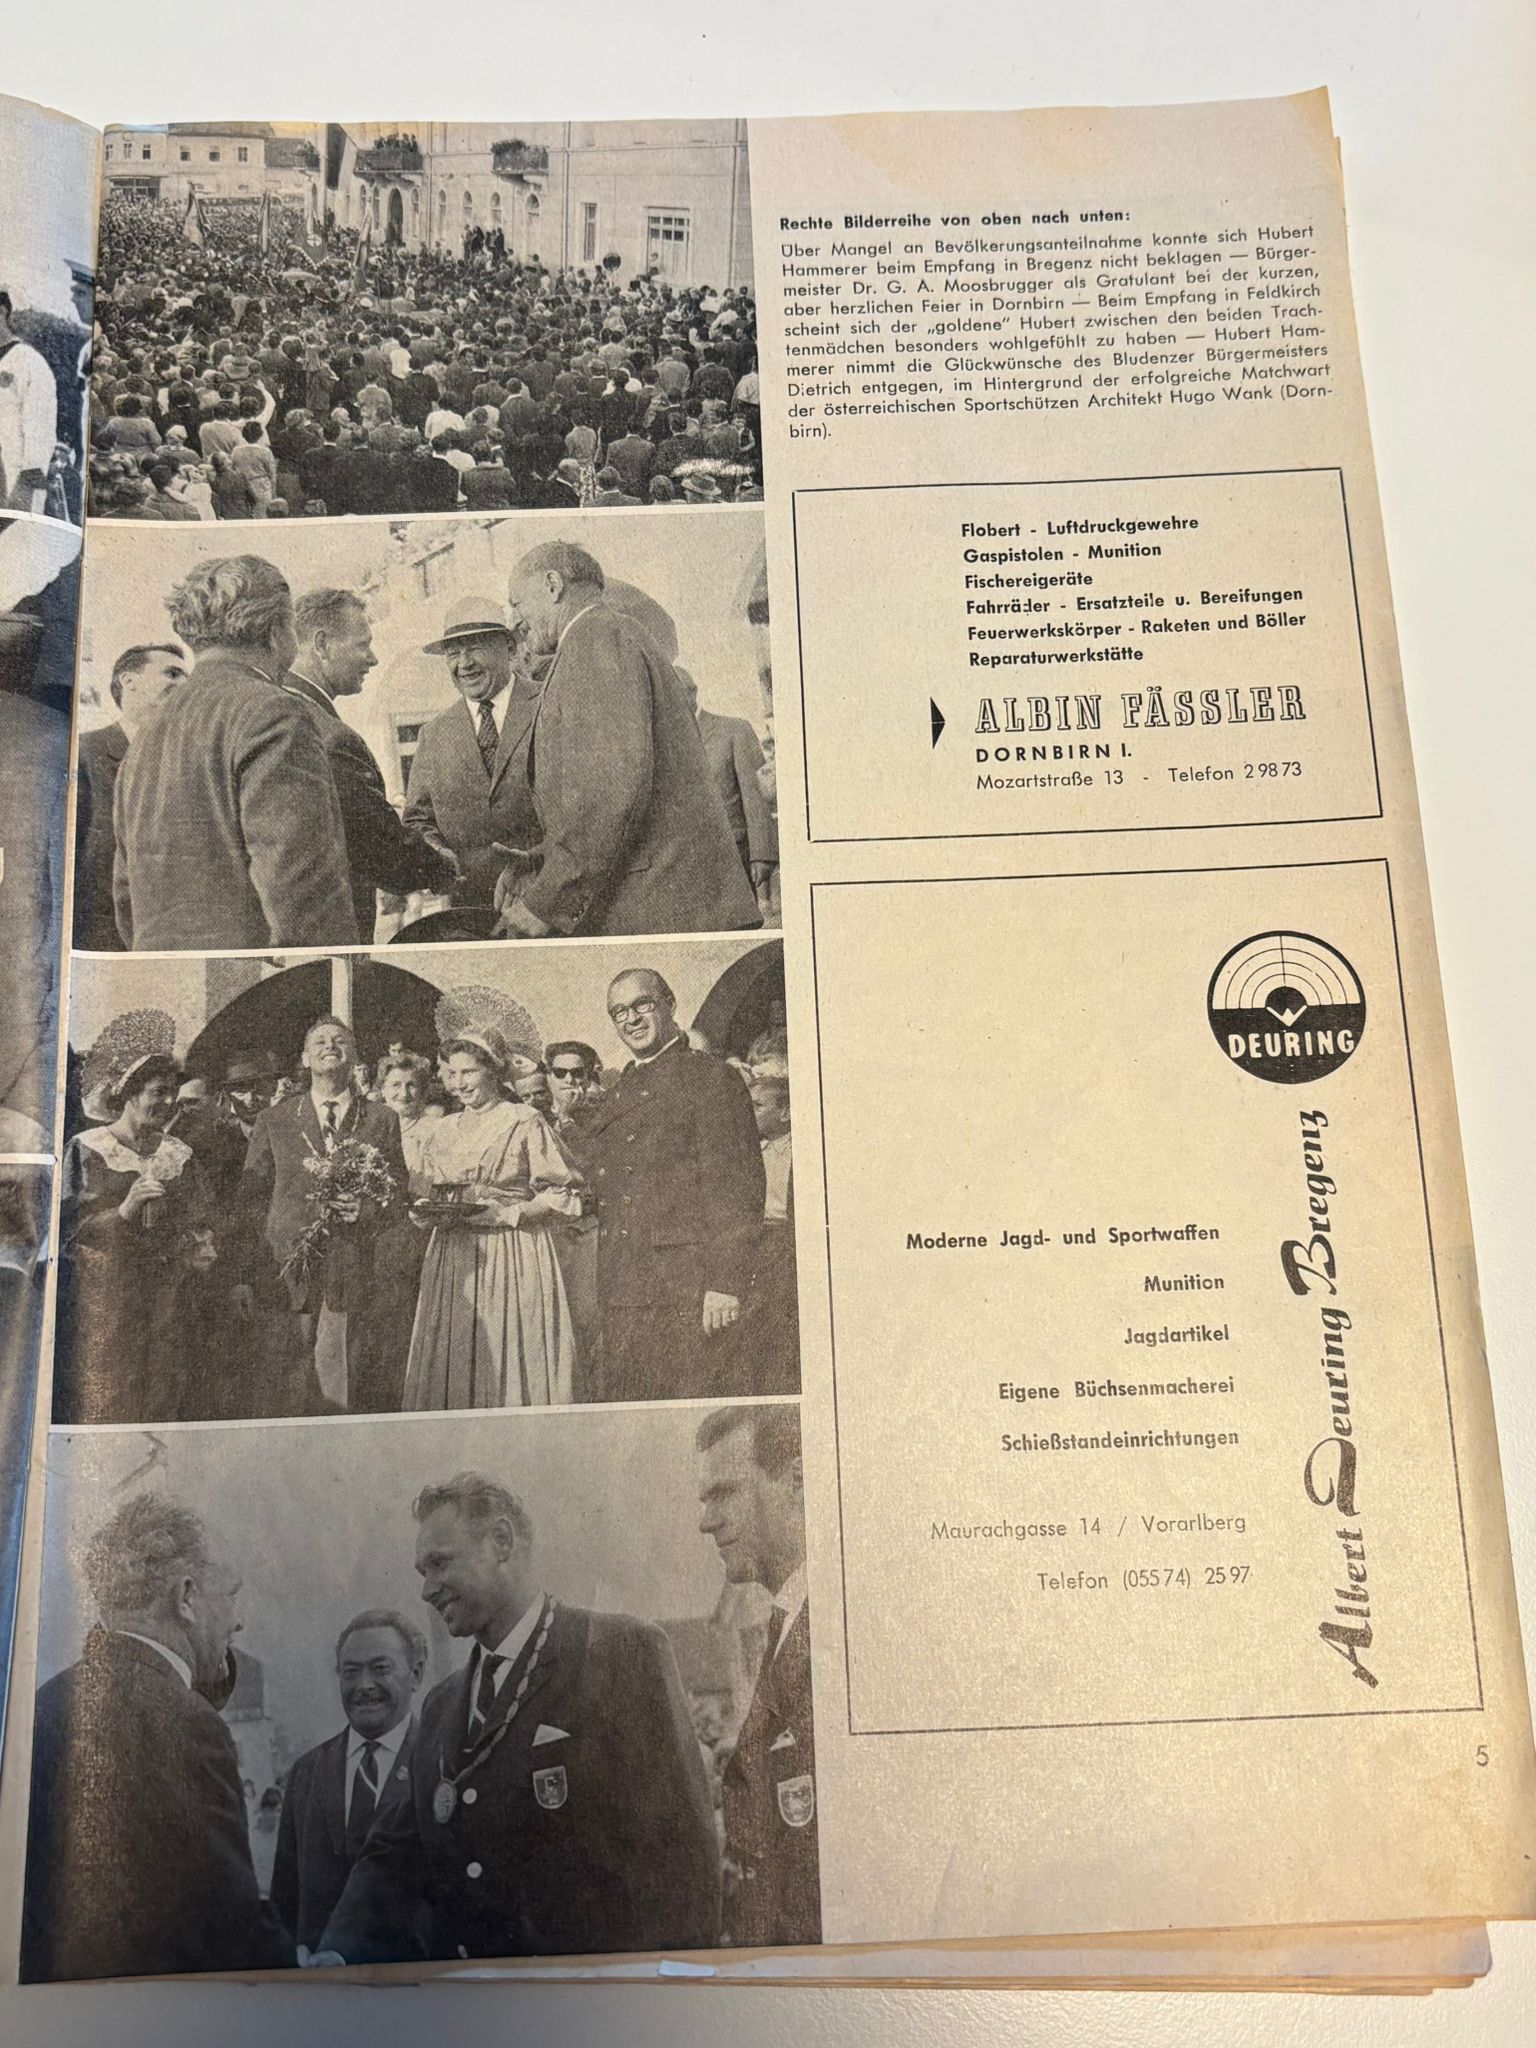 Rechte Bilderreihe von oben nach unten:
Über Mangel an Bevölkerungsanteilnahme konnte sich Hubert
Hammerer beim Empfang in Bregenz nicht beklagen — Bürger-
meister Dr. G. A. Moosbrugger als Gratulant bei der kurzen,
aber herzlichen Feier in Dornbirn — Beim Empfang in Feldkirch
scheint sich der „goldene" Hubert zwischen den beiden Trach-
tenmädchen besonders wohlgefühlt zu haben — Hubert Ham-
merer nimmt die Glückwünsche des Bludenzer Bürgermeisters
Dietrich entgegen, im Hintergrund der erfolgreiche Matchwart
der österreichischen Sportschützen Architekt Hugo Wank (Dorn-
birn).
Flobert - Luftdruckgewehre
Gaspistolen - Munition
Fischereigeräte
Fahrräder - Ersatzteile u. Bereifungen
Feuerwerkskörper - Raketen und Böller
Reparaturwerkstätte
ALBIN FÄSSLER
DORNBIRN I.
Mozartstraße 13 - Telefon 29873
DEURING
Albert Deuring Bregenz
Moderne Jagd- und Sportwaffen
Munition
Jagdartikel
Eigene Büchsenmacherei
Schießstandeinrichtungen
Maurachgasse 14 / Vorarlberg
Telefon (05574) 2597
5